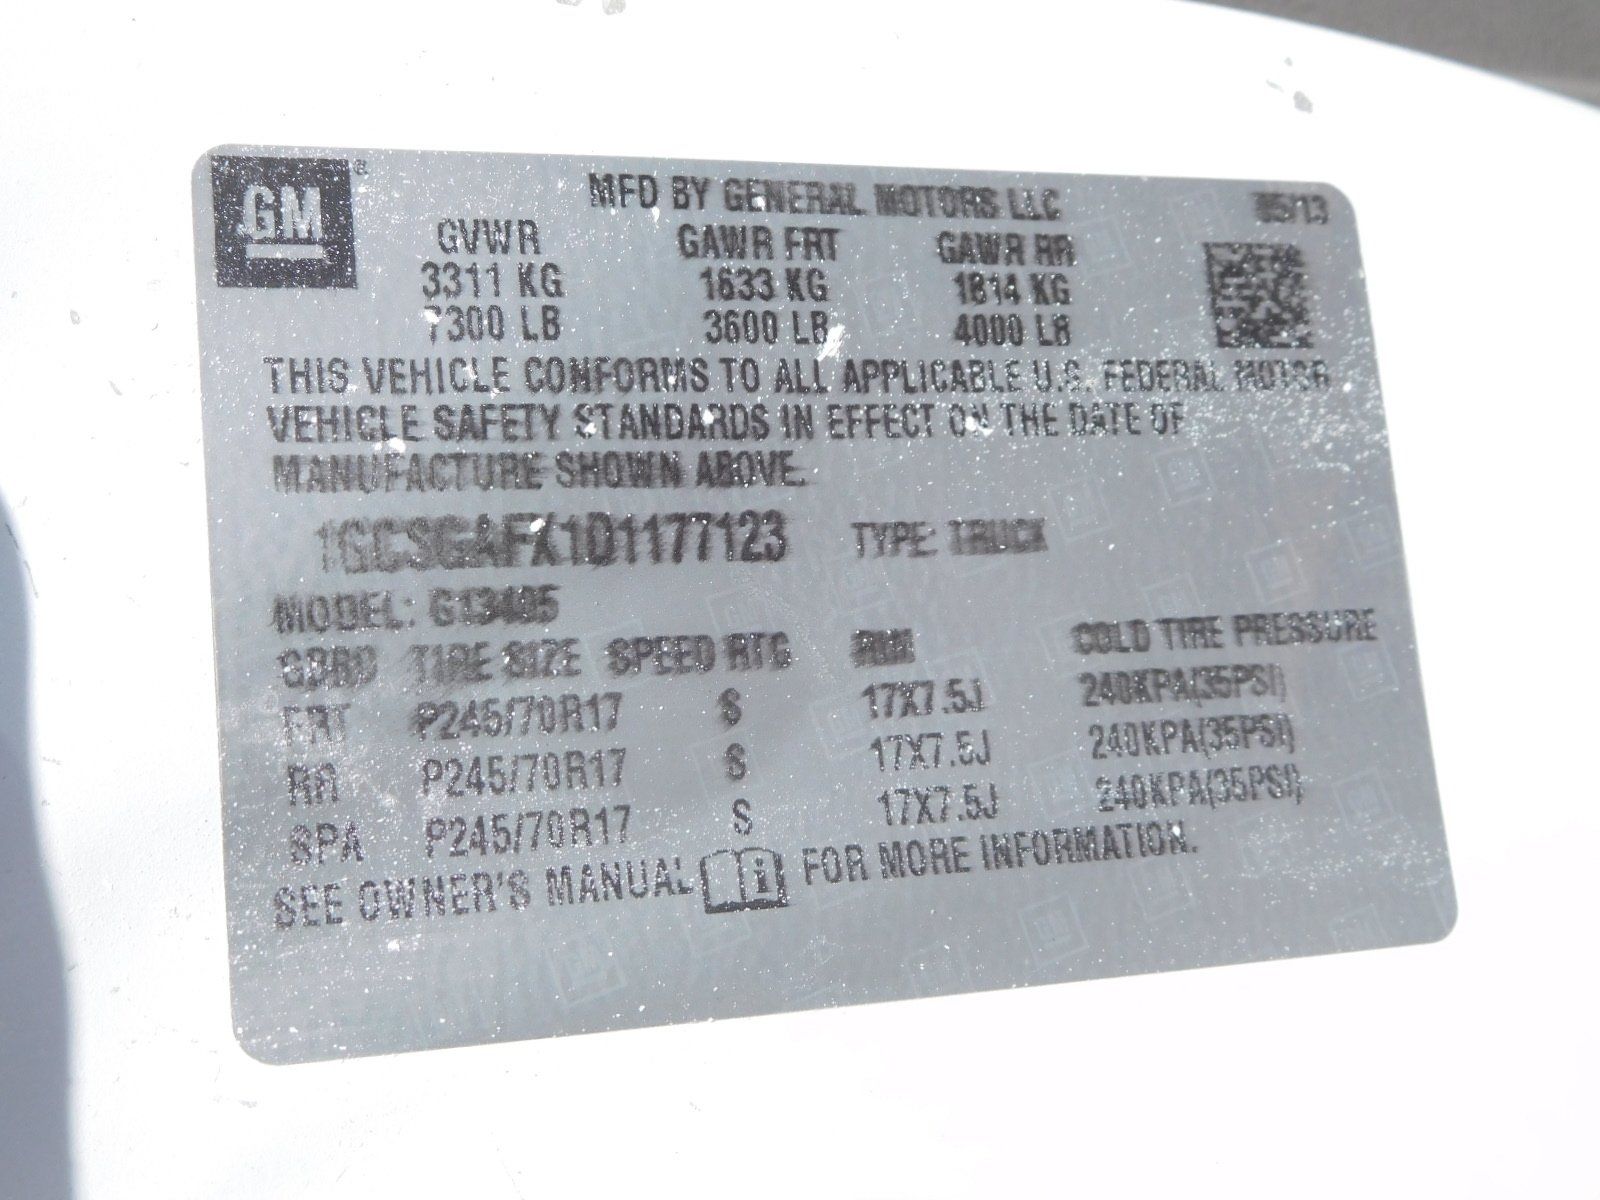 GM ®
MFD BY GENERAL MOTORS LLC 05/13
GVWR GAWR FRT GAWR RR
3311 KG 1633 KG 1814 KG
7300 LB 3600 LB 4000 LB
THIS VEHICLE CONFORMS TO ALL APPLICABLE U.S. FEDERAL MOTOR
VEHICLE SAFETY STANDARDS IN EFFECT ON THE DATE OF
MANUFACTURE SHOWN ABOVE.
1GCSGAFX1D1177123 TYPE: TRUCK
MODEL: G13405
TIRE SIZE SPEED RTG RIM COLD TIRE PRESSURE
FRT P245/70R17 S 17X7.5J 240KPA(35PSI)
RR P245/70R17 S 17X7.5J 240KPA(35PSI)
SPA P245/70R17 S 17X7.5J 240KPA(35PSI)
SEE OWNER'S MANUAL i FOR MORE INFORMATION.